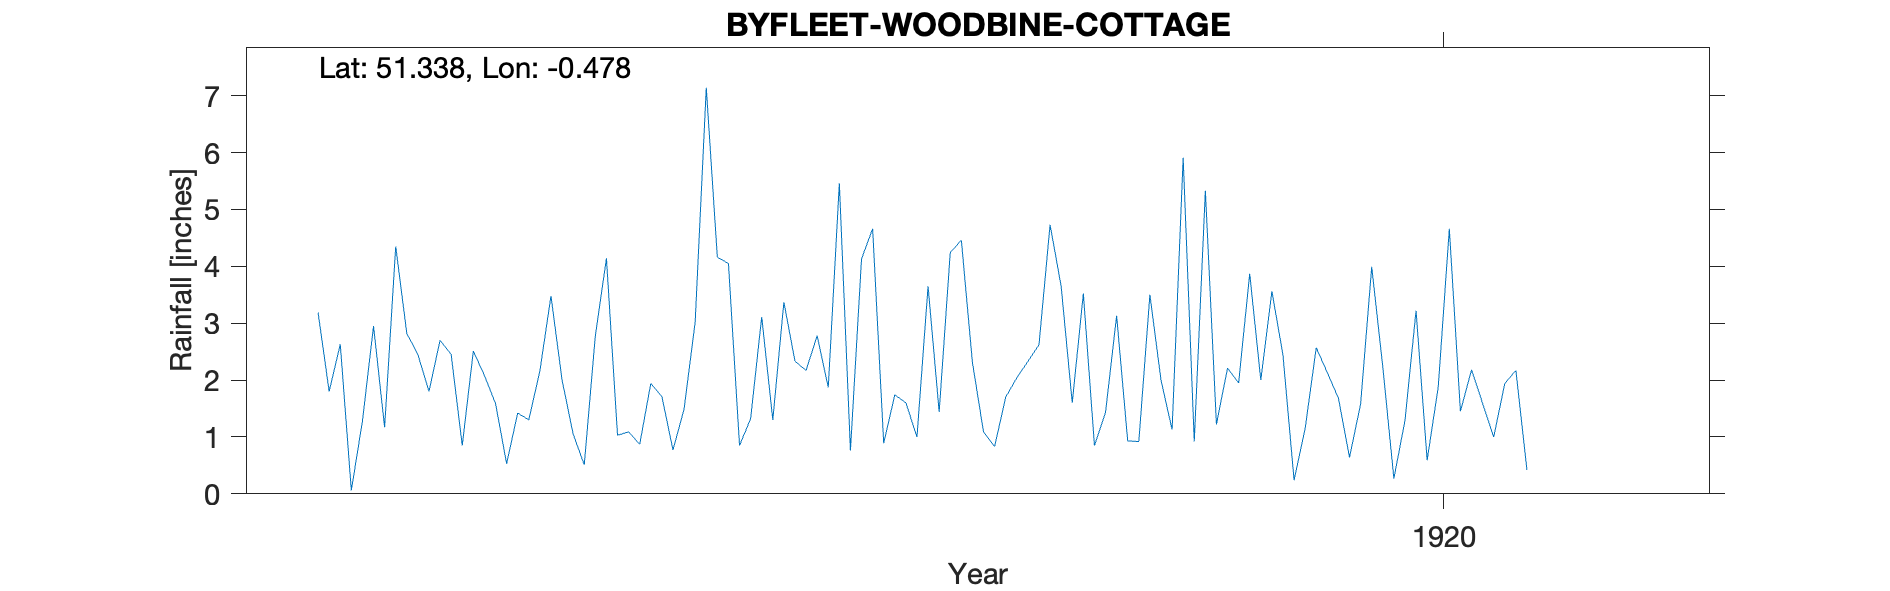 BYFLEET-WOODBINE-COTTAGE
Lat: 51.338, Lon: -0.478
7
6
5
4
3
2
1
0
Rainfall [inches]
1920
Year